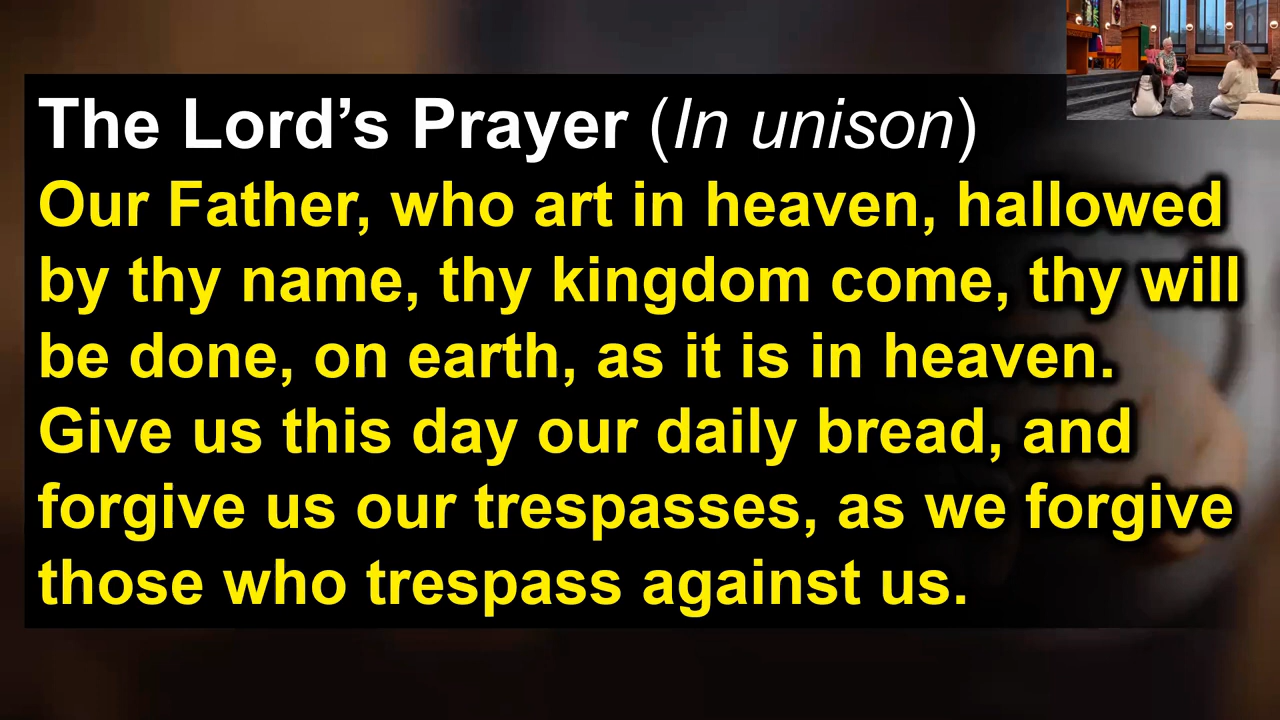 The Lord’s Prayer (In unison)
Our Father, who art in heaven, hallowed
by thy name, thy kingdom come, thy will
be done, on earth, as it is in heaven.
Give us this day our daily bread, and
forgive us our trespasses, as we forgive
those who trespass against us.